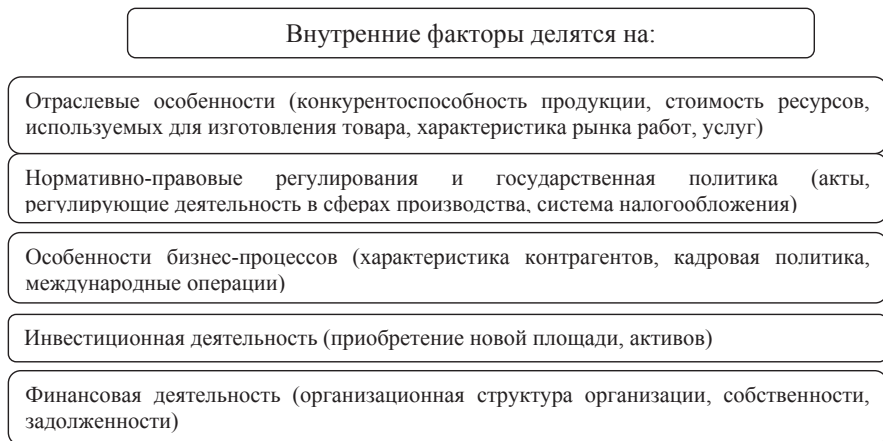 Внутренние факторы делятся на:
Отраслевые особенности (конкурентоспособность продукции, стоимость ресурсов,
используемых для изготовления товара, характеристика рынка работ, услуг)
Нормативно-правовые регулирования и государственная политика (акты,
регулирующие деятельность в сферах производства, система налогообложения)
Особенности бизнес-процессов (характеристика контрагентов, кадровая политика,
международные операции)
Инвестиционная деятельность (приобретение новой площади, активов)
Финансовая деятельность (организационная структура организации, собственности,
задолженности)